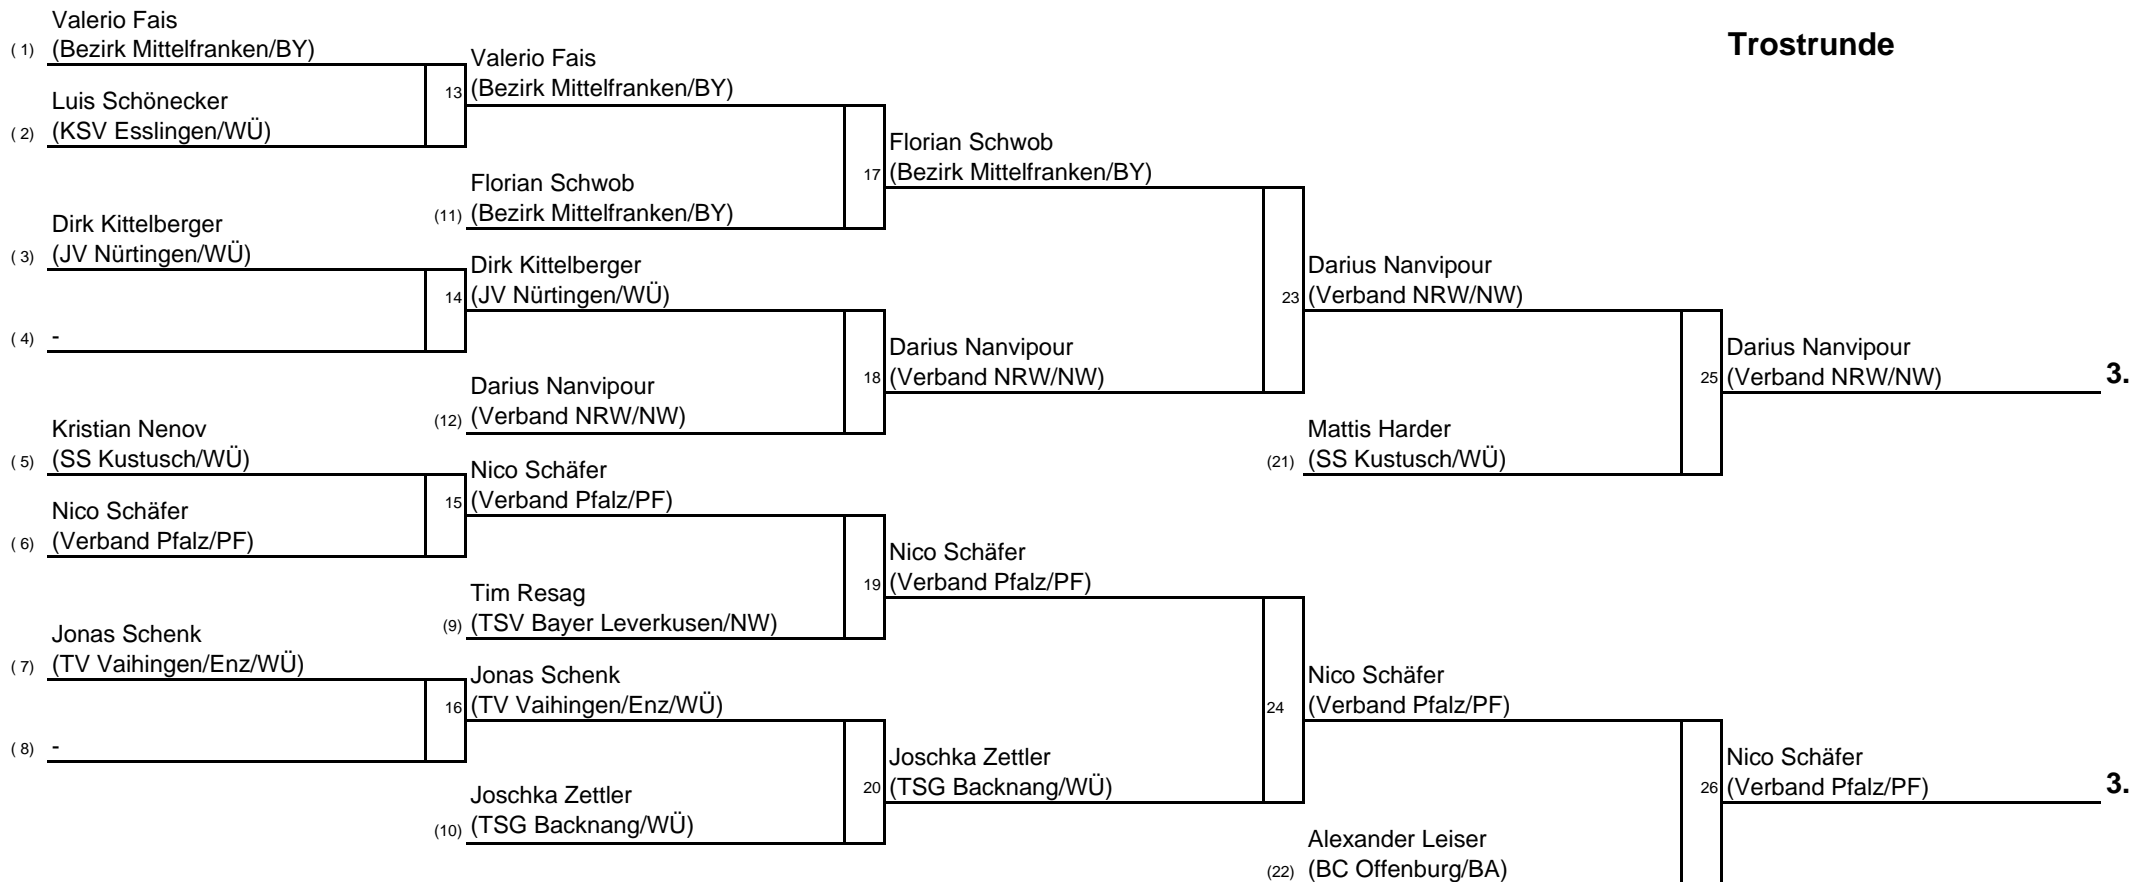 Trostrunde
Valerio Fais
( 1) (Bezirk Mittelfranken/BY)
Luis Schönecker
( 2) (KSV Esslingen/WÜ)
Dirk Kittelberger
( 3) (JV Nürtingen/WÜ)
( 4) -
Kristian Nenov
( 5) (SS Kustusch/WÜ)
Nico Schäfer
( 6) (Verband Pfalz/PF)
Jonas Schenk
( 7) (TV Vaihingen/Enz/WÜ)
( 8) -
Valerio Fais
13 (Bezirk Mittelfranken/BY)
Florian Schwob
(11) (Bezirk Mittelfranken/BY)
Dirk Kittelberger
14 (JV Nürtingen/WÜ)
Darius Nanvipour
(12) (Verband NRW/NW)
Nico Schäfer
15 (Verband Pfalz/PF)
Tim Resag
(9) (TSV Bayer Leverkusen/NW)
Jonas Schenk
16 (TV Vaihingen/Enz/WÜ)
Joschka Zettler
(10) (TSG Backnang/WÜ)
Florian Schwob
17 (Bezirk Mittelfranken/BY)
Darius Nanvipour
18 (Verband NRW/NW)
Nico Schäfer
19 (Verband Pfalz/PF)
Joschka Zettler
20 (TSG Backnang/WÜ)
Darius Nanvipour
23 (Verband NRW/NW)
Mattis Harder
(21) (SS Kustusch/WÜ)
Nico Schäfer
24 (Verband Pfalz/PF)
Alexander Leiser
(22) (BC Offenburg/BA)
Darius Nanvipour
25 (Verband NRW/NW) 3.
Nico Schäfer
26 (Verband Pfalz/PF) 3.